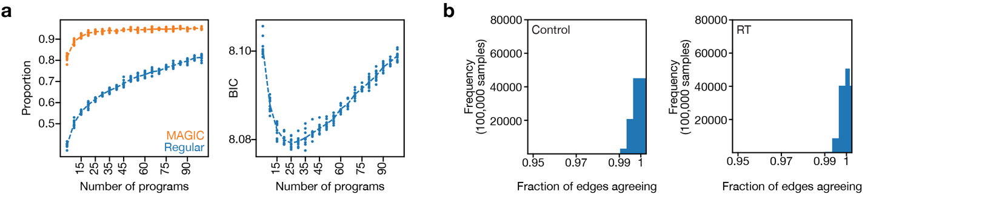 a
0.9
0.8
0.7
0.6
0.5
Proportion
MAGIC
Regular
15
25
35
45
60
75
90
Number of programs
8.10
8.08
BIC
15
25
35
45
60
75
90
Number of programs
b
Control
80000
60000
40000
20000
Frequency
(100,000 samples)
0.95
0.97
0.99
1
Fraction of edges agreeing
RT
80000
60000
40000
20000
Frequency
(100,000 samples)
0.95
0.97
0.99
1
Fraction of edges agreeing